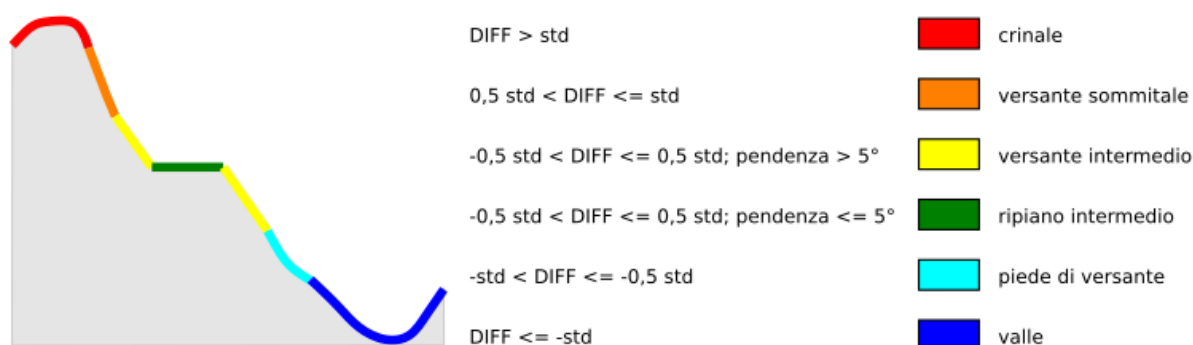 DIFF > std crinale
0,5 std < DIFF <= std versante sommitale
-0,5 std < DIFF <= 0,5 std; pendenza > 5° versante intermedio
-0,5 std < DIFF <= 0,5 std; pendenza <= 5° ripiano intermedio
-std < DIFF <= -0,5 std piede di versante
DIFF <= -std valle